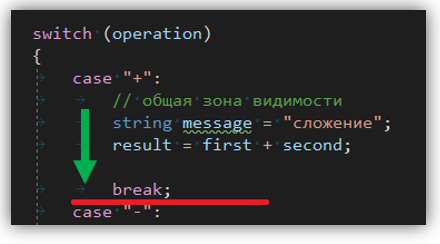 switch (operation)
{
case "+":
// общая зона видимости
string message = "сложение";
result = first + second;
break;
case "-":